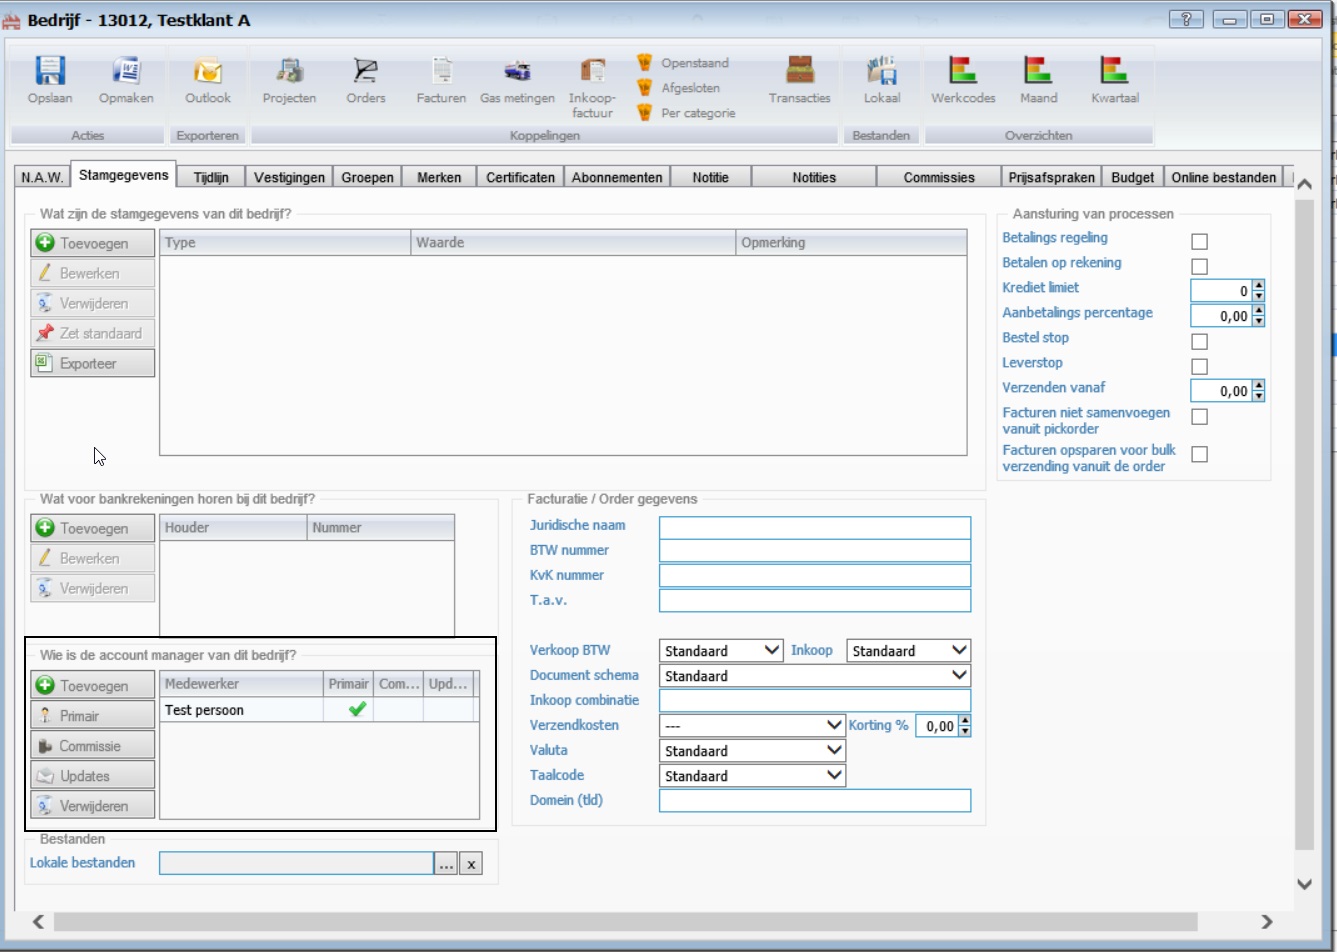 Bedrijf - 13012, Testklant A
?
Opslaan
Opmaken
Outlook
Projecten
Orders
Facturen
Gas metingen
Inkoop-
factuur
Openstaand
Afgesloten
Per categorie
Transacties
Lokaal
Werkcodes
Maand
Kwartaal
Acties
Exporteren
Koppelingen
Bestanden
Overzichten
N.A.W.
Stamgegevens
Tijdlijn
Vestigingen
Groepen
Merken
Certificaten
Abonnementen
Notitie
Notities
Commissies
Prijsafspraken
Budget
Online bestanden
Wat zijn de stamgegevens van dit bedrijf?
Toevoegen
Bewerken
Verwijderen
Zet standaard
Exporteer
Type
Waarde
Opmerking
Aansturing van processen
Betalings regeling
Betalen op rekening
Krediet limiet
0
Aanbetalings percentage
0,00
Bestel stop
Leverstop
Verzenden vanaf
0,00
Facturen niet samenvoegen
vanuit pickorder
Facturen opsparen voor bulk
verzending vanuit de order
Wat voor bankrekeningen horen bij dit bedrijf?
Toevoegen
Bewerken
Verwijderen
Houder
Nummer
Facturatie / Order gegevens
Juridische naam
BTW nummer
KvK nummer
T.a.v.
Verkoop BTW
Standaard
Inkoop
Standaard
Document schema
Standaard
Inkoop combinatie
Verzendkosten
---
Korting %
0,00
Valuta
Standaard
Taalcode
Standaard
Domein (tld)
Wie is de account manager van dit bedrijf?
Toevoegen
Primair
Commissie
Updates
Verwijderen
Medewerker
Primair
Com...
Upd...
Test persoon
Bestanden
Lokale bestanden
...
x